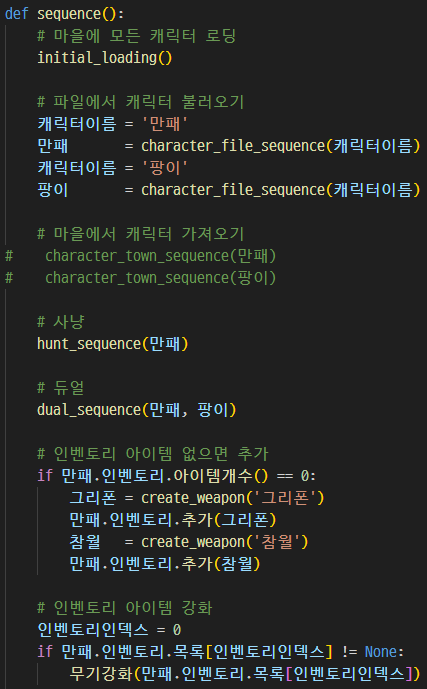 def sequence():
    # 마을에 모든 캐릭터 로딩
    initial_loading()

    # 파일에서 캐릭터 불러오기
    캐릭터이름 = '만패'
    만패      = character_file_sequence(캐릭터이름)
    캐릭터이름 = '팡이'
    팡이      = character_file_sequence(캐릭터이름)

    # 마을에서 캐릭터 가져오기
#    character_town_sequence(만패)
#    character_town_sequence(팡이)

    # 사냥
    hunt_sequence(만패)

    # 듀얼
    dual_sequence(만패, 팡이)

    # 인벤토리 아이템 없으면 추가
    if 만패.인벤토리.아이템개수() == 0:
        그리폰 = create_weapon('그리폰')
        만패.인벤토리.추가(그리폰)
        참월   = create_weapon('참월')
        만패.인벤토리.추가(참월)

    # 인벤토리 아이템 강화
    인벤토리인덱스 = 0
    if 만패.인벤토리.목록[인벤토리인덱스] != None:
        무기강화(만패.인벤토리.목록[인벤토리인덱스])